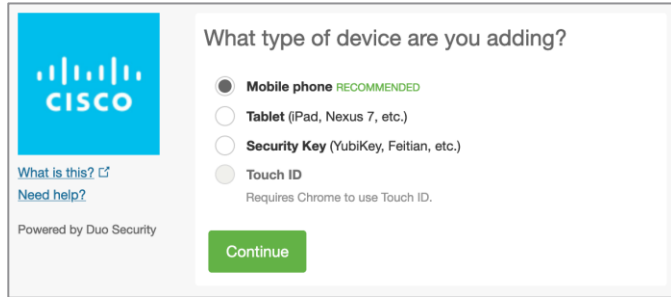 CISCO
What is this?
Need help?
Powered by Duo Security
What type of device are you adding?
Mobile phone RECOMMENDED
Tablet (iPad, Nexus 7, etc.)
Security Key (YubiKey, Feitian, etc.)
Touch ID
Requires Chrome to use Touch ID.
Continue